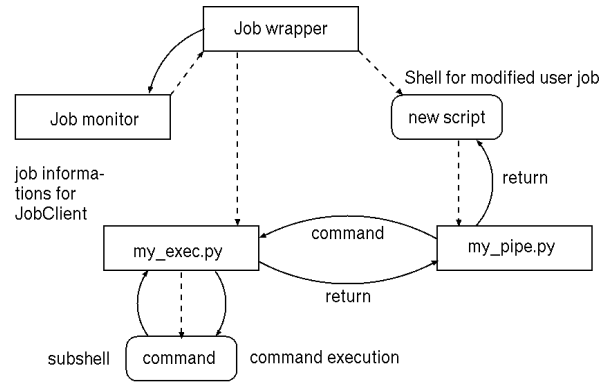 Job wrapper
Shell for modified user job
Job monitor
new script
job informa-
tions for
JobClient
return
command
my_exec.py
my_pipe.py
return
subshell
command
command execution